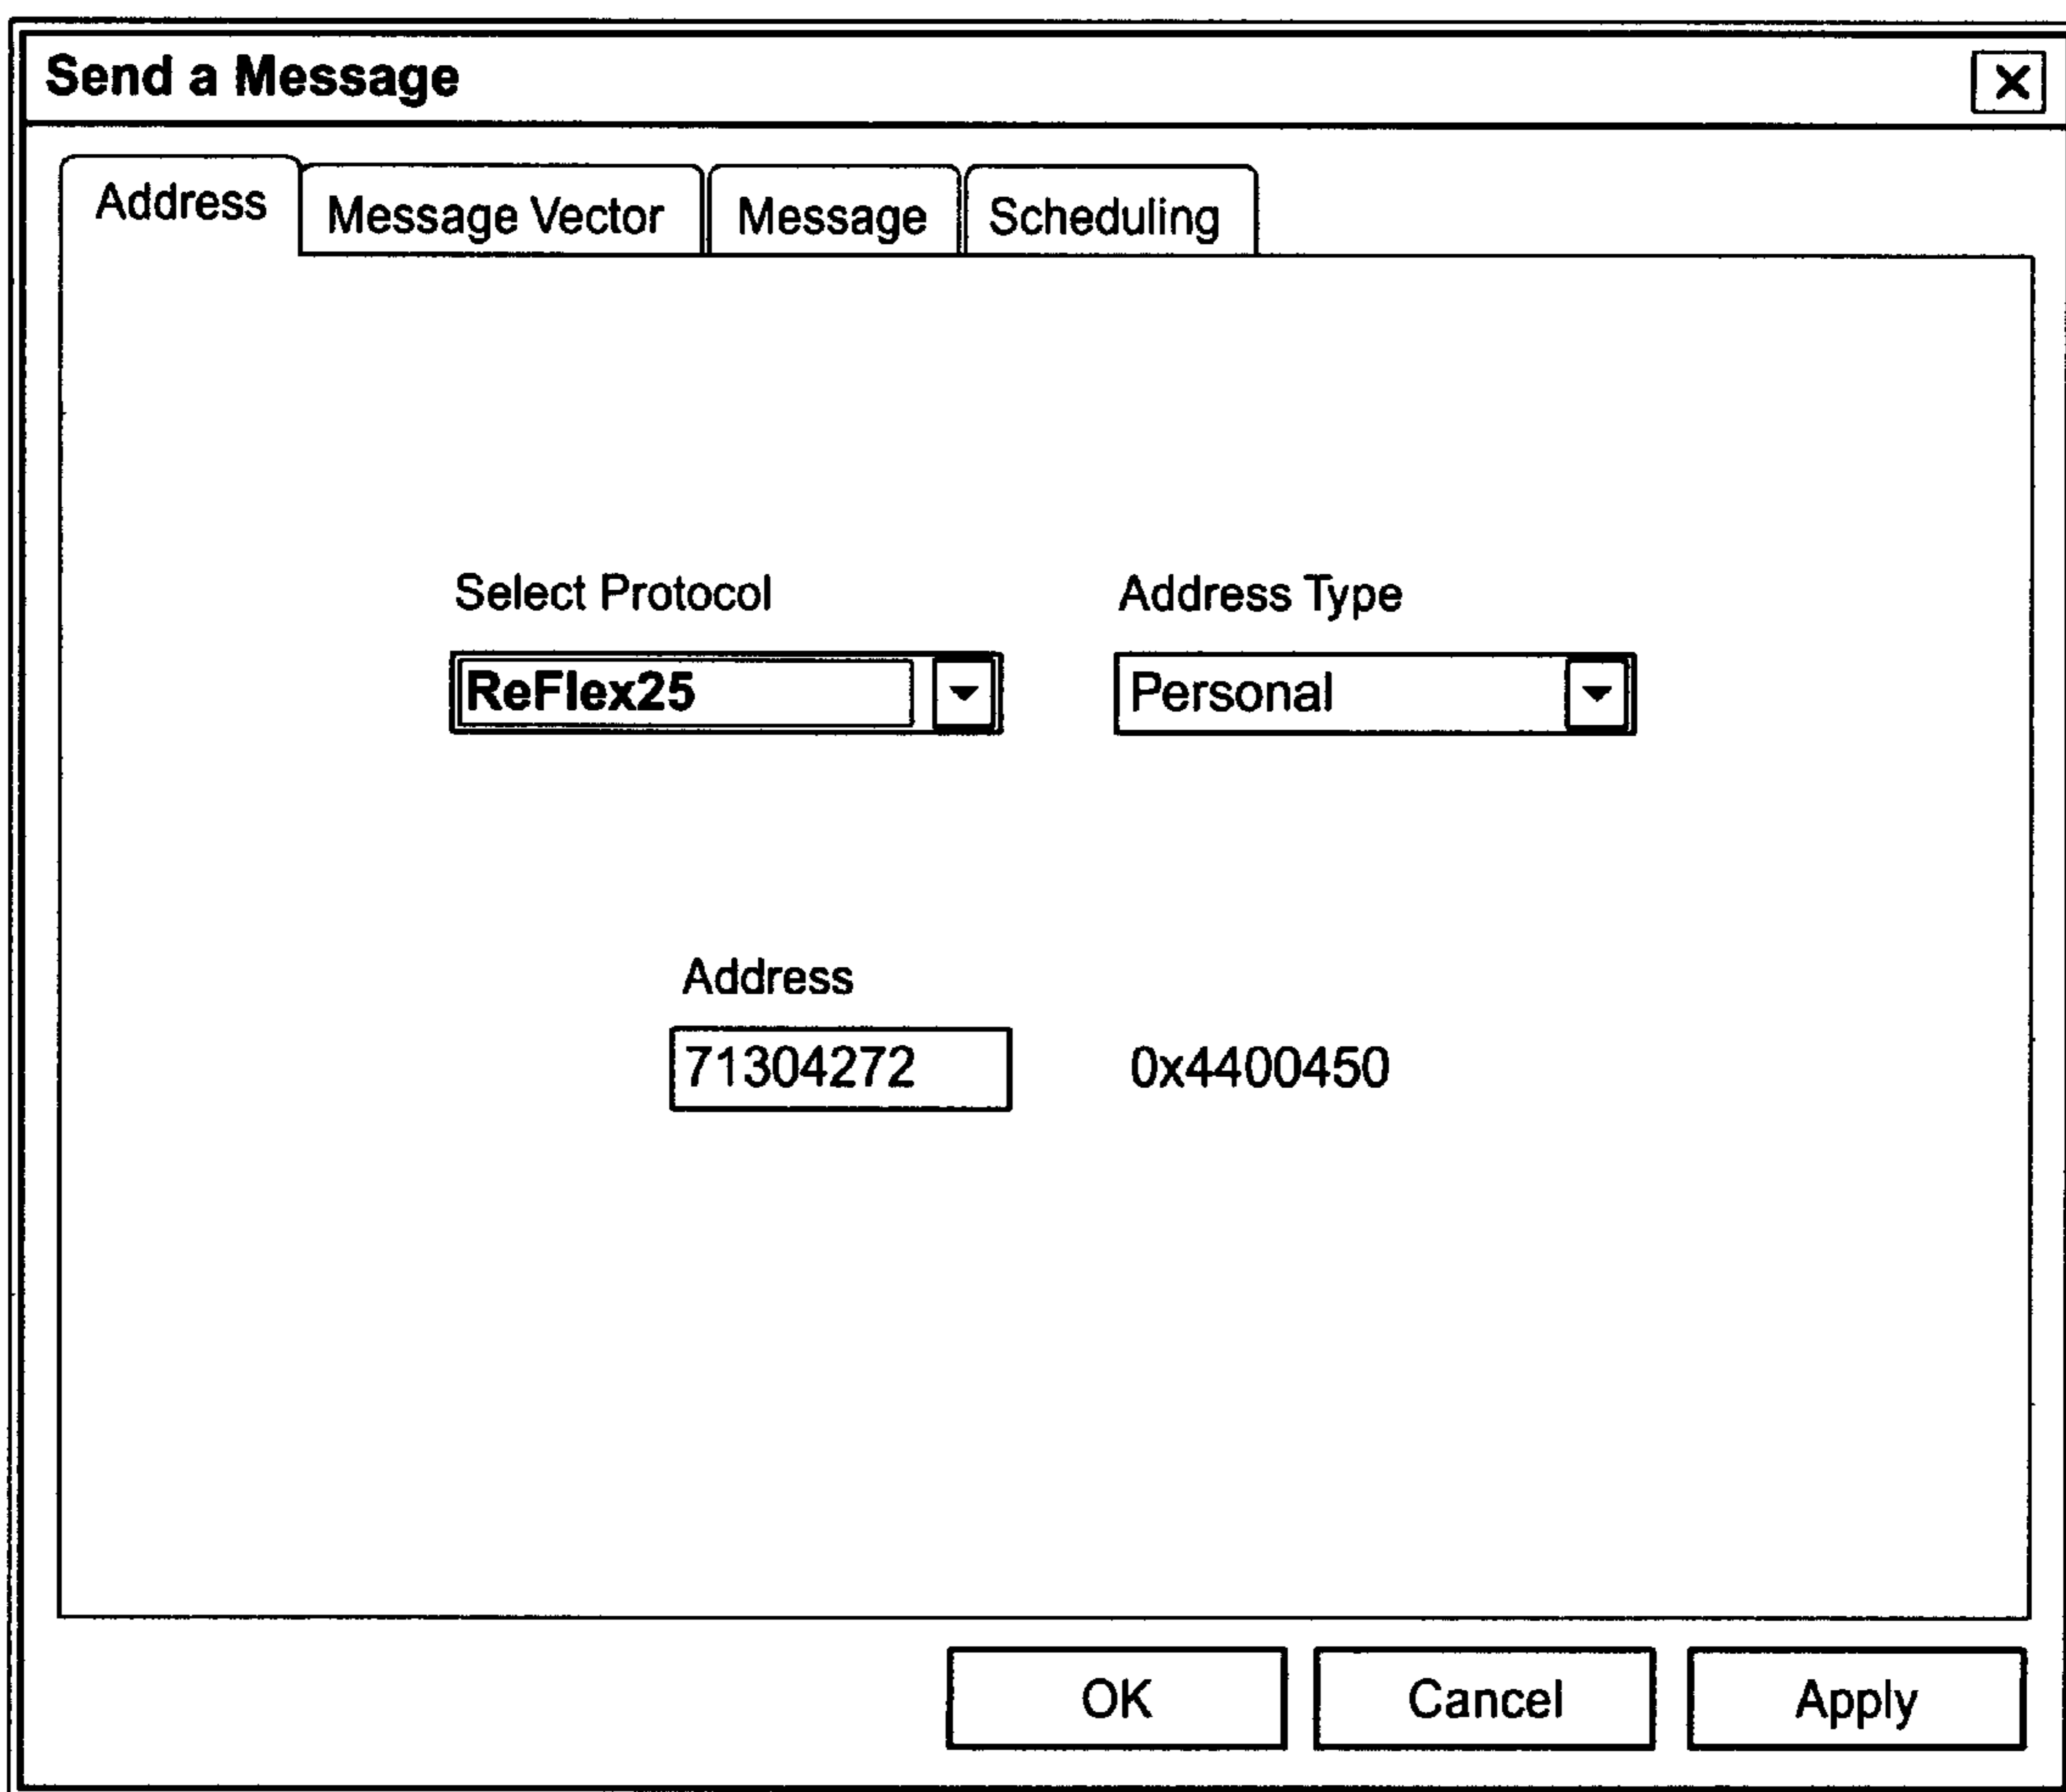 Send a Message X
Address Message Vector Message Scheduling
Select Protocol Address Type
ReFlex25 Personal
Address
71304272 0x4400450
OK Cancel Apply